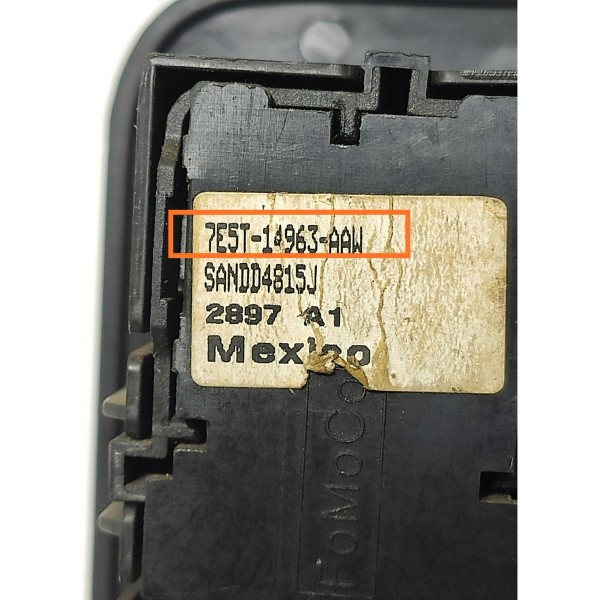 7E5T-14963-AAW
SANDD4815J
2897 A1
Mexico
FoMoCo